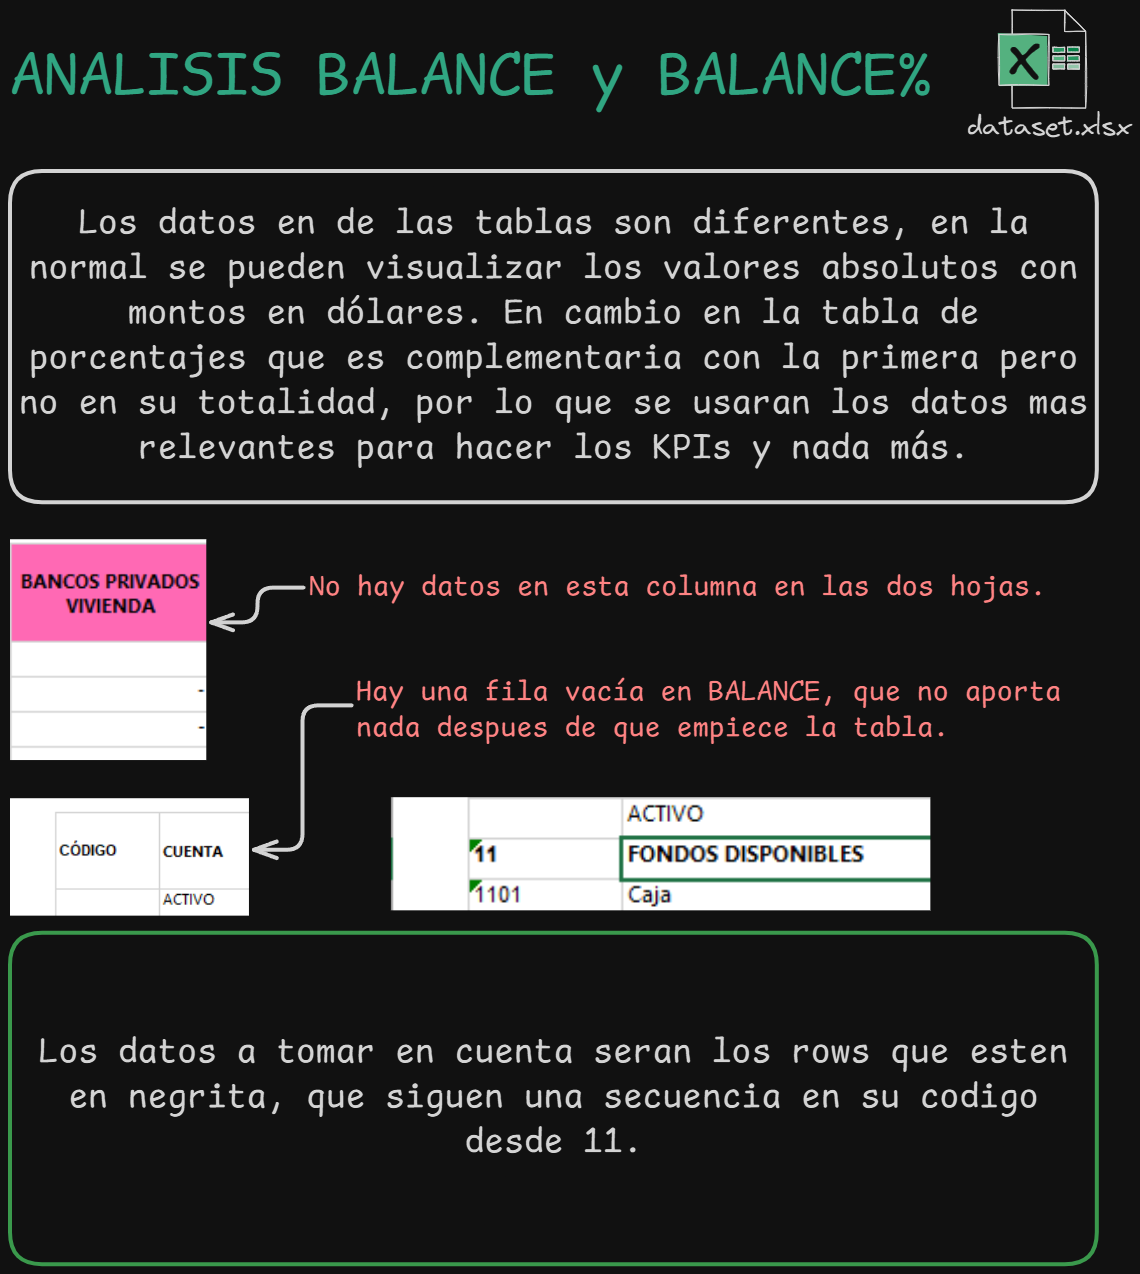 ANALISIS BALANCE y BALANCE%
dataset.xlsx
Los datos en de las tablas son diferentes, en la
normal se pueden visualizar los valores absolutos con
montos en dólares. En cambio en la tabla de
porcentajes que es complementaria con la primera pero
no en su totalidad, por lo que se usaran los datos mas
relevantes para hacer los KPIs y nada más.
BANCOS PRIVADOS
VIVIENDA
-
-
No hay datos en esta columna en las dos hojas.
Hay una fila vacía en BALANCE, que no aporta
nada despues de que empiece la tabla.
CÓDIGO CUENTA
ACTIVO
ACTIVO
11 FONDOS DISPONIBLES
1101 Caja
Los datos a tomar en cuenta seran los rows que esten
en negrita, que siguen una secuencia en su codigo
desde 11.